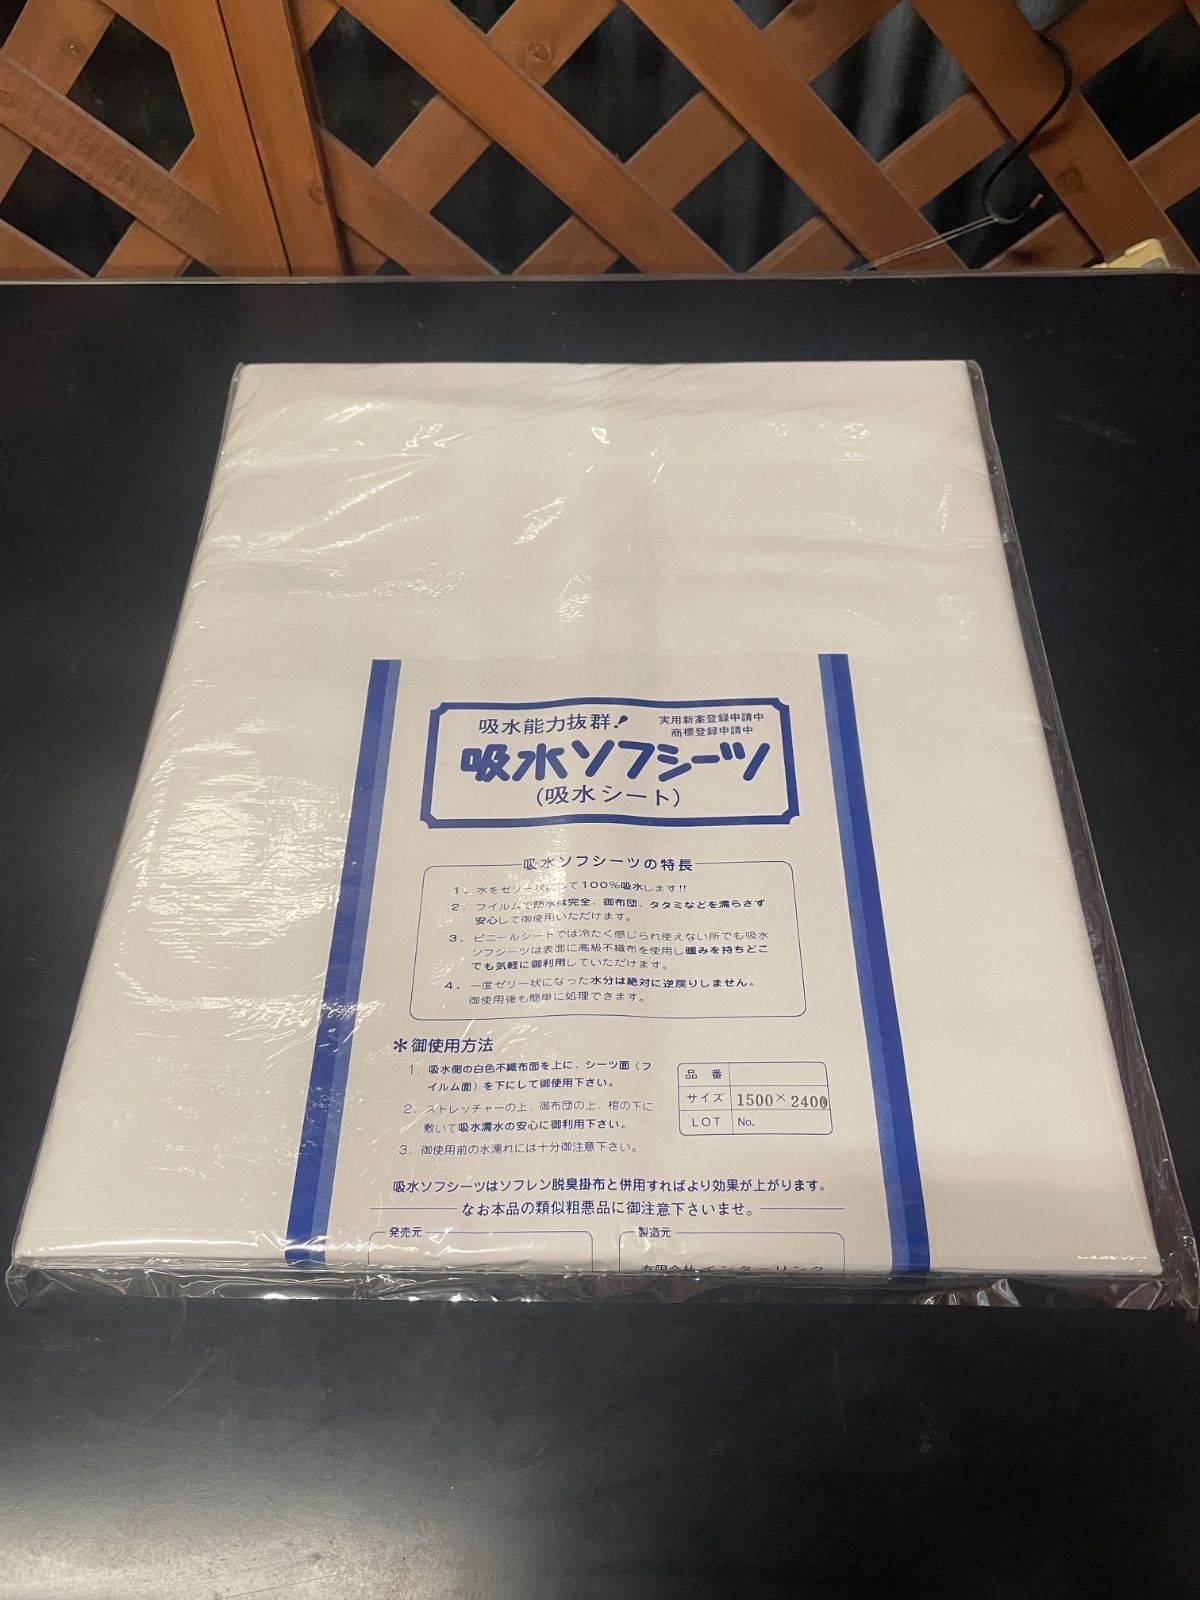 吸水能力抜群!
実用新案登録申請中
商標登録申請中
吸水ソフシーツ
(吸水シート)
吸水ソフシーツの特長
1. 水をゼリー状にして100%吸水します!!
2. フイルムで防水は完全、御布団、タタミなどを濡らさず
安心して御使用いただけます。
3. ビニールシートでは冷たく感じられ使えない所でも吸水
ソフシーツは表面に高級不織布を使用し暖みを持ちどこ
でも気軽に御利用していただけます。
4. 一度ゼリー状になった水分は絶対に逆戻りしません。
御使用後も簡単に処理できます。
*御使用方法
1. 吸水側の白色不織布面を上に、シーツ面(フ
イルム面)を下にして御使用下さい。
2. ストレッチャーの上、御布団の上、棺の下に
敷いて吸水濡水の安心に御利用下さい。
3. 御使用前の水濡れには十分御注意下さい。
品番
サイズ 1500×2400
LOT No.
吸水ソフシーツはソフレン脱臭掛布と併用すればより効果が上がります。
なお本品の類似粗悪品に御注意下さいませ。
発売元
製造元
有限会社インターリンク